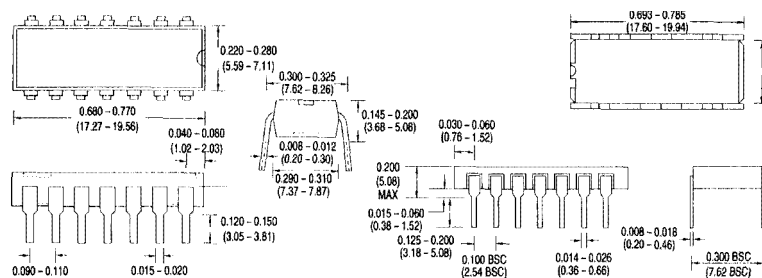 0.220 – 0.280
(5.59 – 7.11)
0.680 – 0.770
(17.27 – 19.56)
0.040 – 0.080
(1.02 – 2.03)
0.120 – 0.150
(3.05 – 3.81)
0.090 – 0.110
0.015 – 0.020
0.300 – 0.325
(7.62 – 8.26)
0.145 – 0.200
(3.68 – 5.08)
0.008 – 0.012
(0.20 – 0.30)
0.290 – 0.310
(7.37 – 7.87)
0.693 – 0.785
(17.60 – 19.94)
0.030 – 0.060
(0.76 – 1.52)
0.200
(5.08)
MAX
0.015 – 0.060
(0.38 – 1.52)
0.125 – 0.200
(3.18 – 5.08)
0.100 BSC
(2.54 BSC)
0.014 – 0.026
(0.36 – 0.66)
0.008 – 0.018
(0.20 – 0.46)
0.300 BSC
(7.62 BSC)